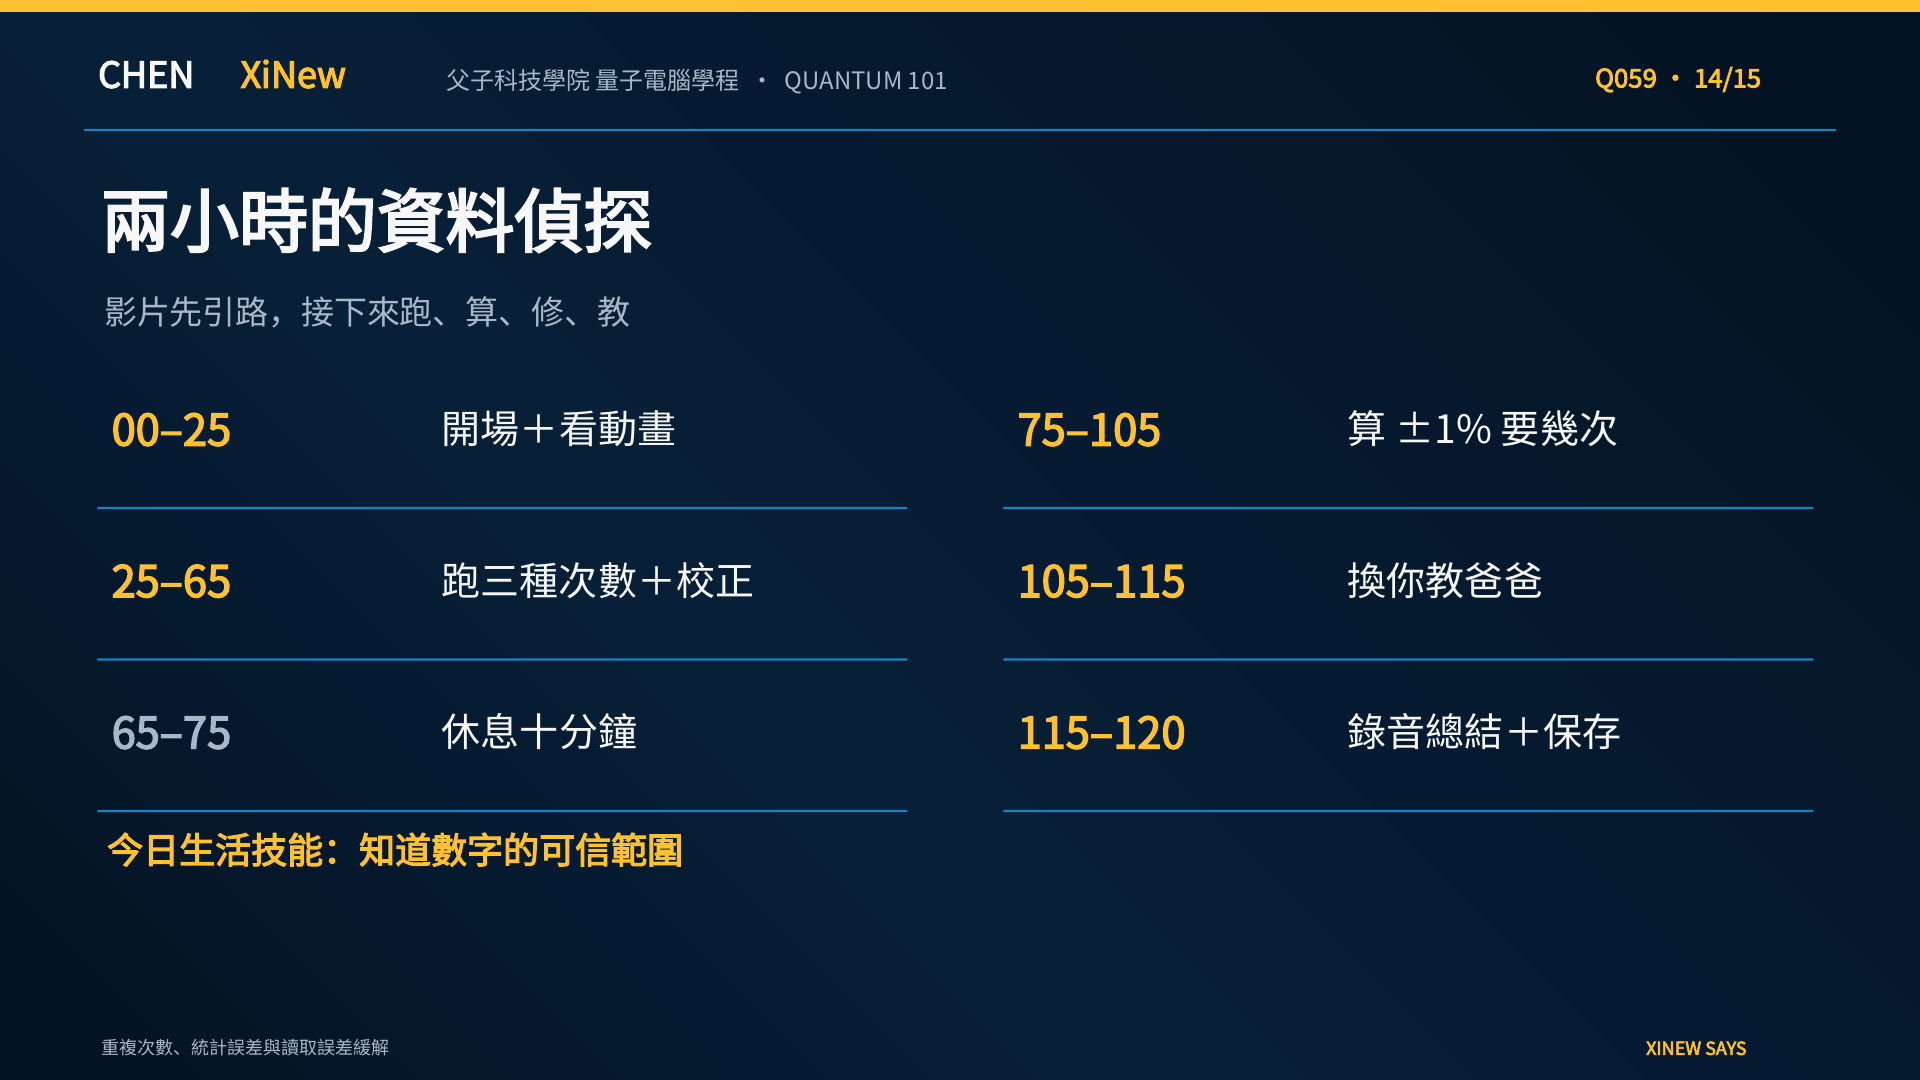 CHEN XiNew 父子科技學院 量子電腦學程 · QUANTUM 101 Q059 · 14/15
兩小時的資料偵探
影片先引路，接下來跑、算、修、教
00–25 開場＋看動畫
25–65 跑三種次數＋校正
65–75 休息十分鐘
75–105 算 ±1% 要幾次
105–115 換你教爸爸
115–120 錄音總結＋保存
今日生活技能：知道數字的可信範圍
重複次數、統計誤差與讀取誤差緩解
XINEW SAYS